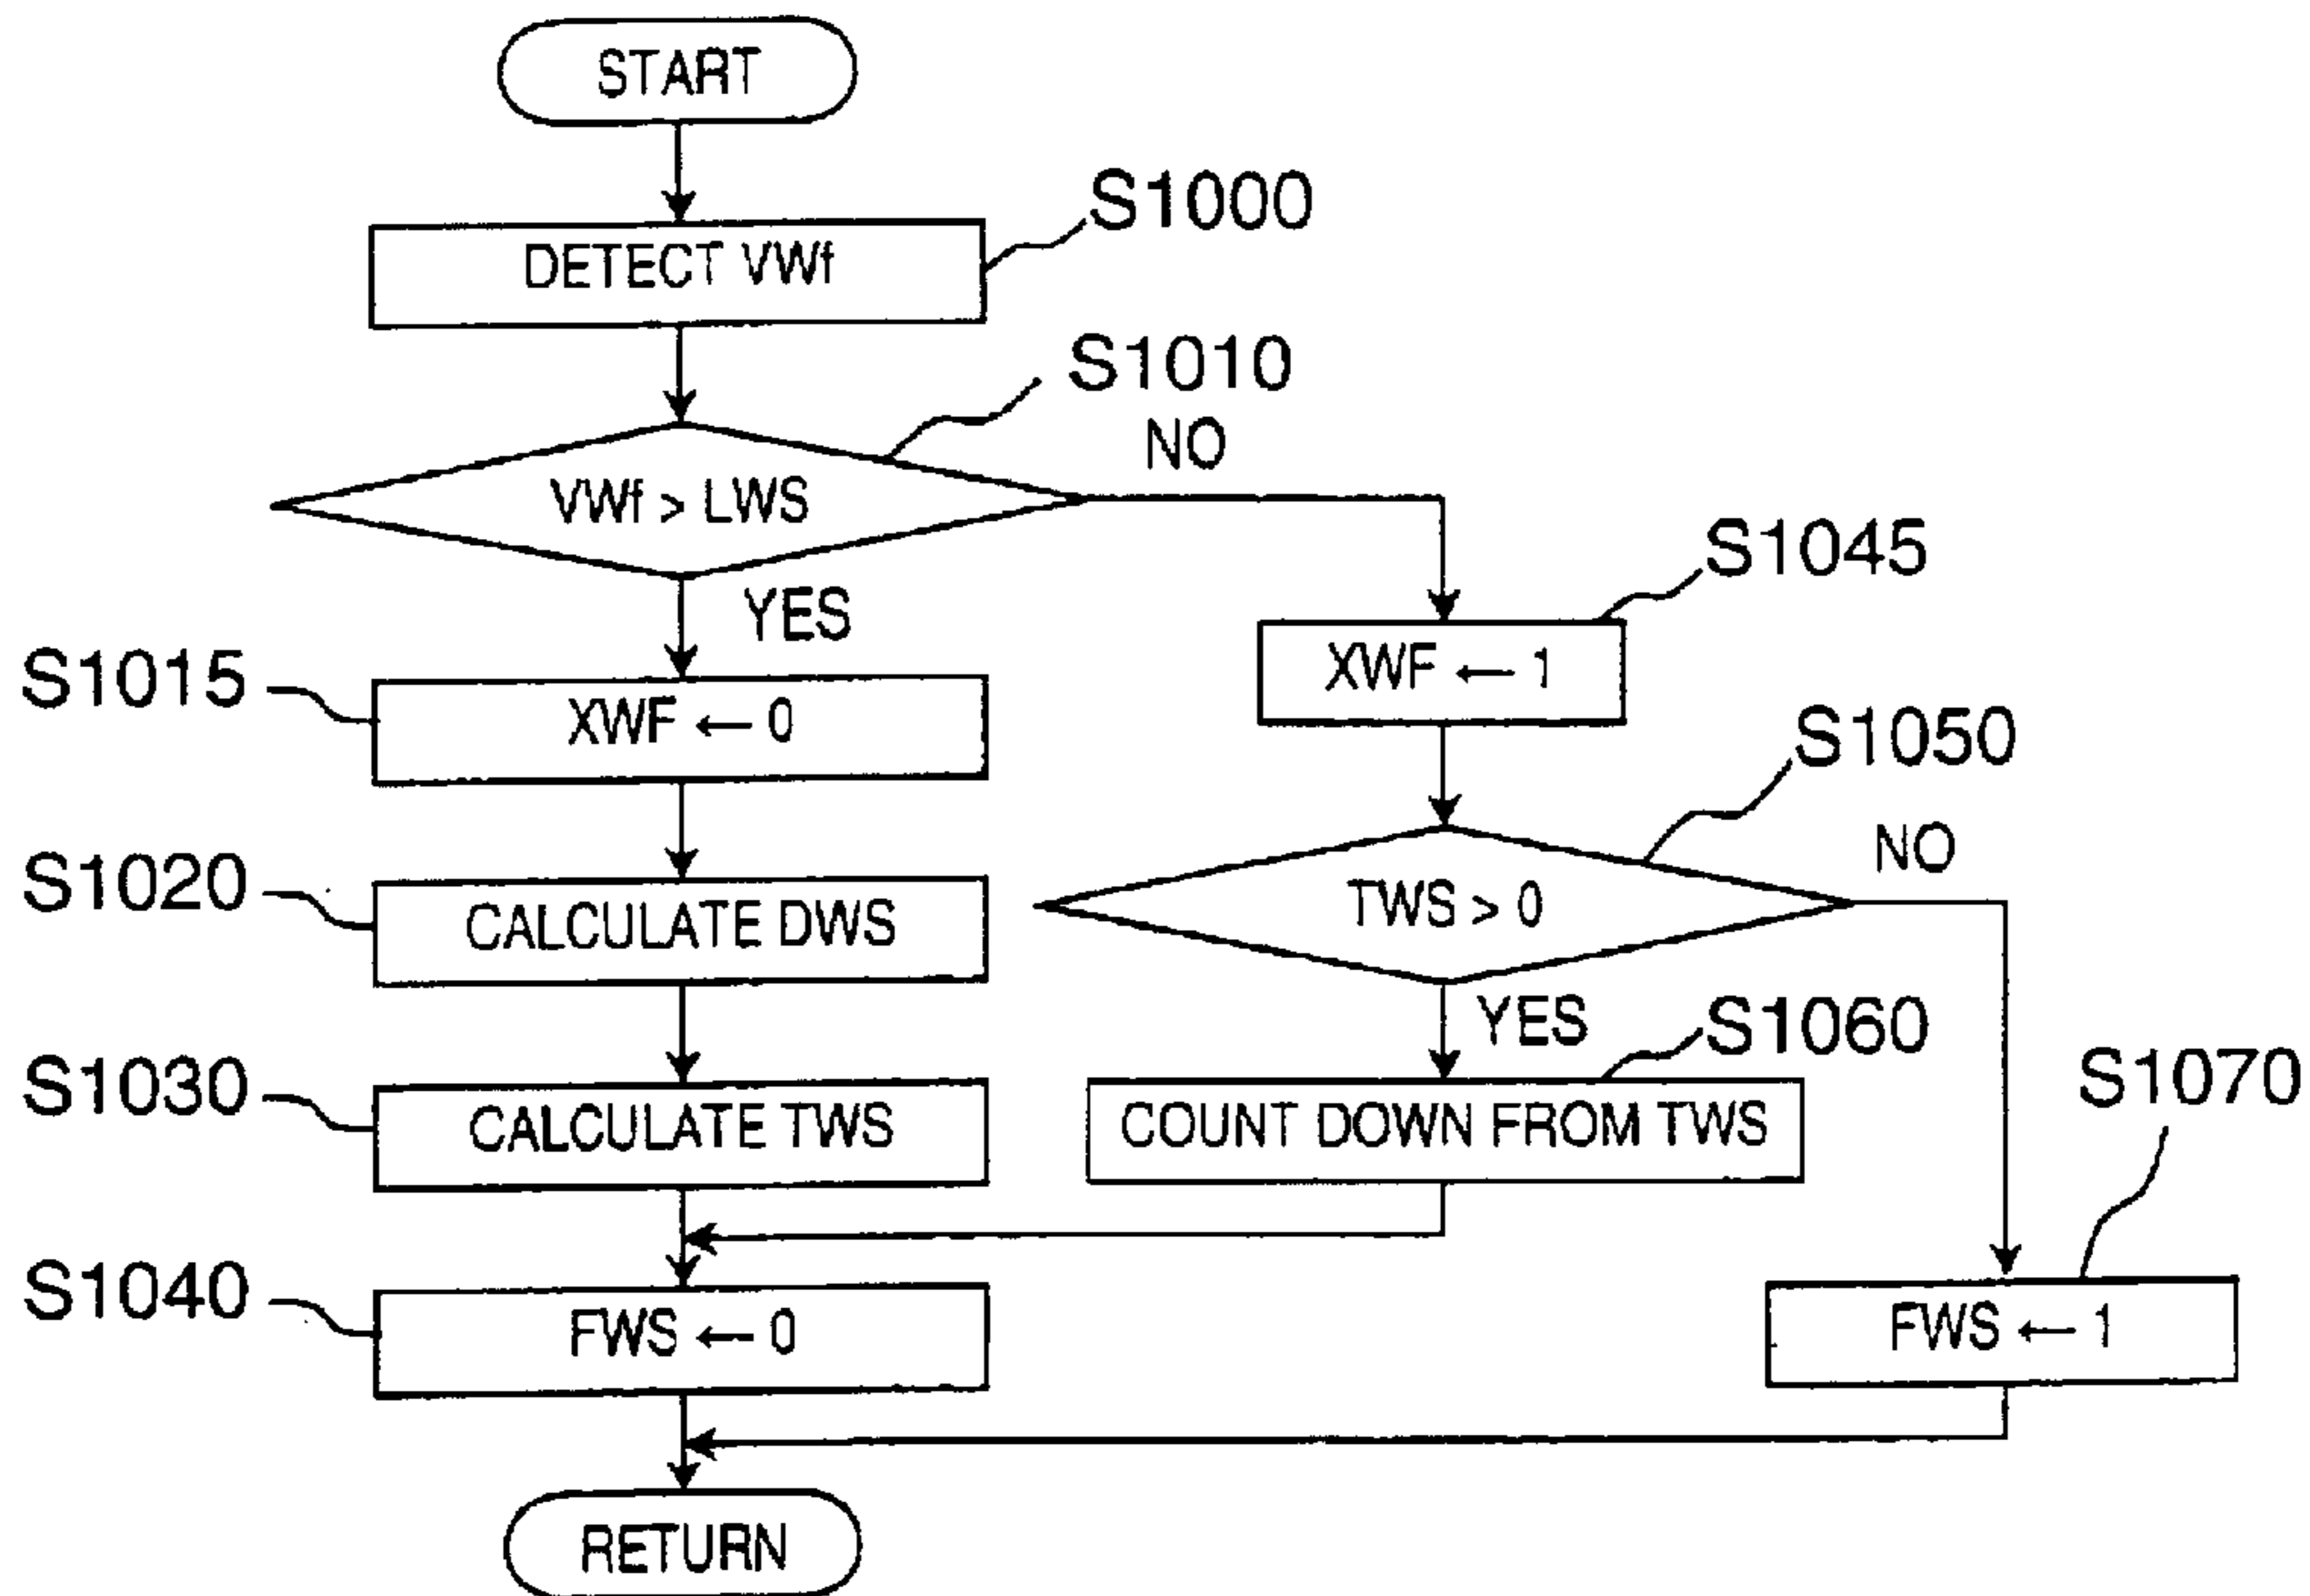 START
S1000
DETECT VWf
S1010
NO
VWf > LWS
S1045
YES
XWF ← 1
S1015
XWF ← 0
S1050
NO
S1020
CALCULATE DWS
TWS > 0
YES
S1060
S1030
CALCULATE TWS
COUNT DOWN FROM TWS
S1070
S1040
FWS ← 0
FWS ← 1
RETURN